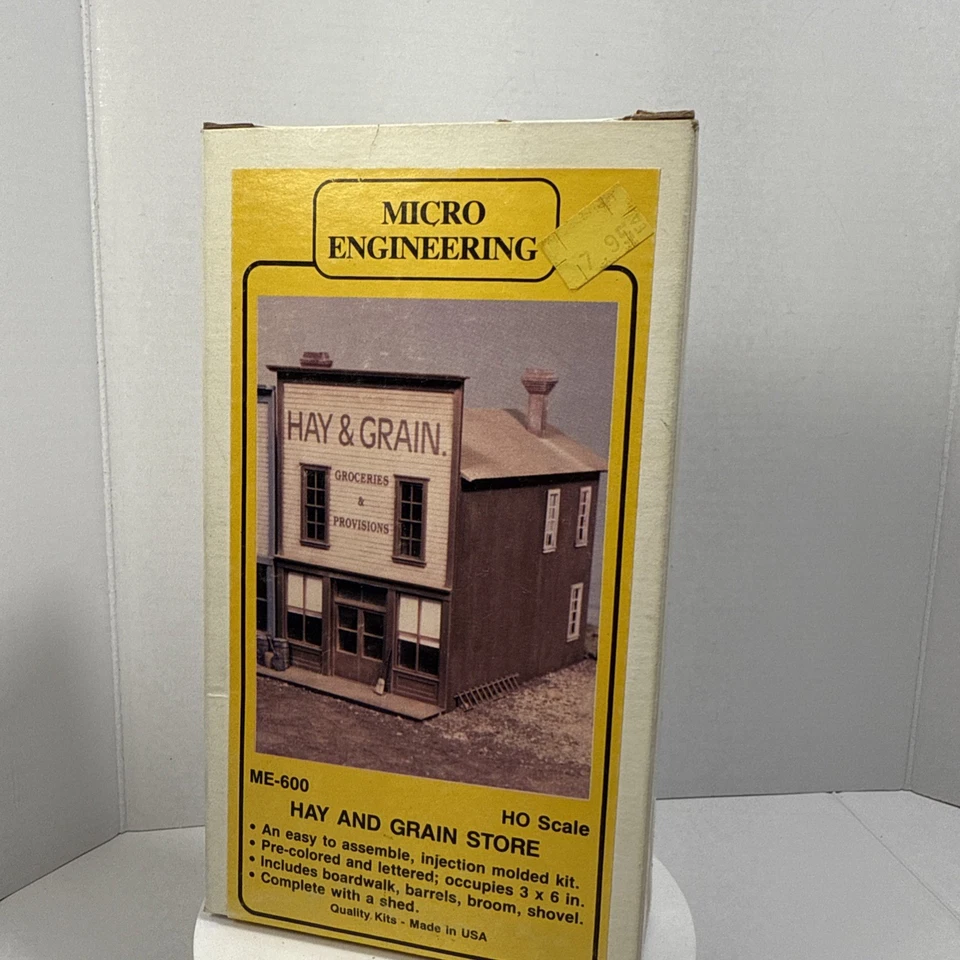 MICRO
ENGINEERING
17.95
HAY & GRAIN.
GROCERIES
&
PROVISIONS
ME-600
HO Scale
HAY AND GRAIN STORE
• An easy to assemble, injection molded kit.
• Pre-colored and lettered; occupies 3 x 6 in.
• Includes boardwalk, barrels, broom, shovel.
• Complete with a shed.
Quality Kits - Made in USA